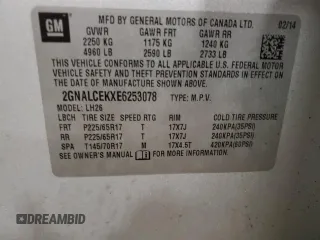 GM
MFD BY GENERAL MOTORS OF CANADA LTD.
02/14
GVWR GAWR FRT GAWR RR
2250 KG 1175 KG 1240 KG
4960 LB 2590 LB 2733 LB
THIS VEHICLE CONFORMS TO ALL APPLICABLE U.S. FEDERAL MOTOR VEHICLE SAFETY AND THEFT PREVENTION STANDARDS IN EFFECT ON THE DATE OF MANUFACTURE SHOWN ABOVE.
2GNALCEKXE6253078 TYPE: M.P.V.
MODEL: LH26
LBCH TIRE SIZE SPEED RTG RIM COLD TIRE PRESSURE
FRT P225/65R17 T 17X7J 240KPA(35PSI)
RR P225/65R17 T 17X7J 240KPA(35PSI)
SPA T145/70R17 M 17X4.5T 420KPA(60PSI)
SEE OWNER'S MANUAL FOR MORE INFORMATION.
DREAMBID